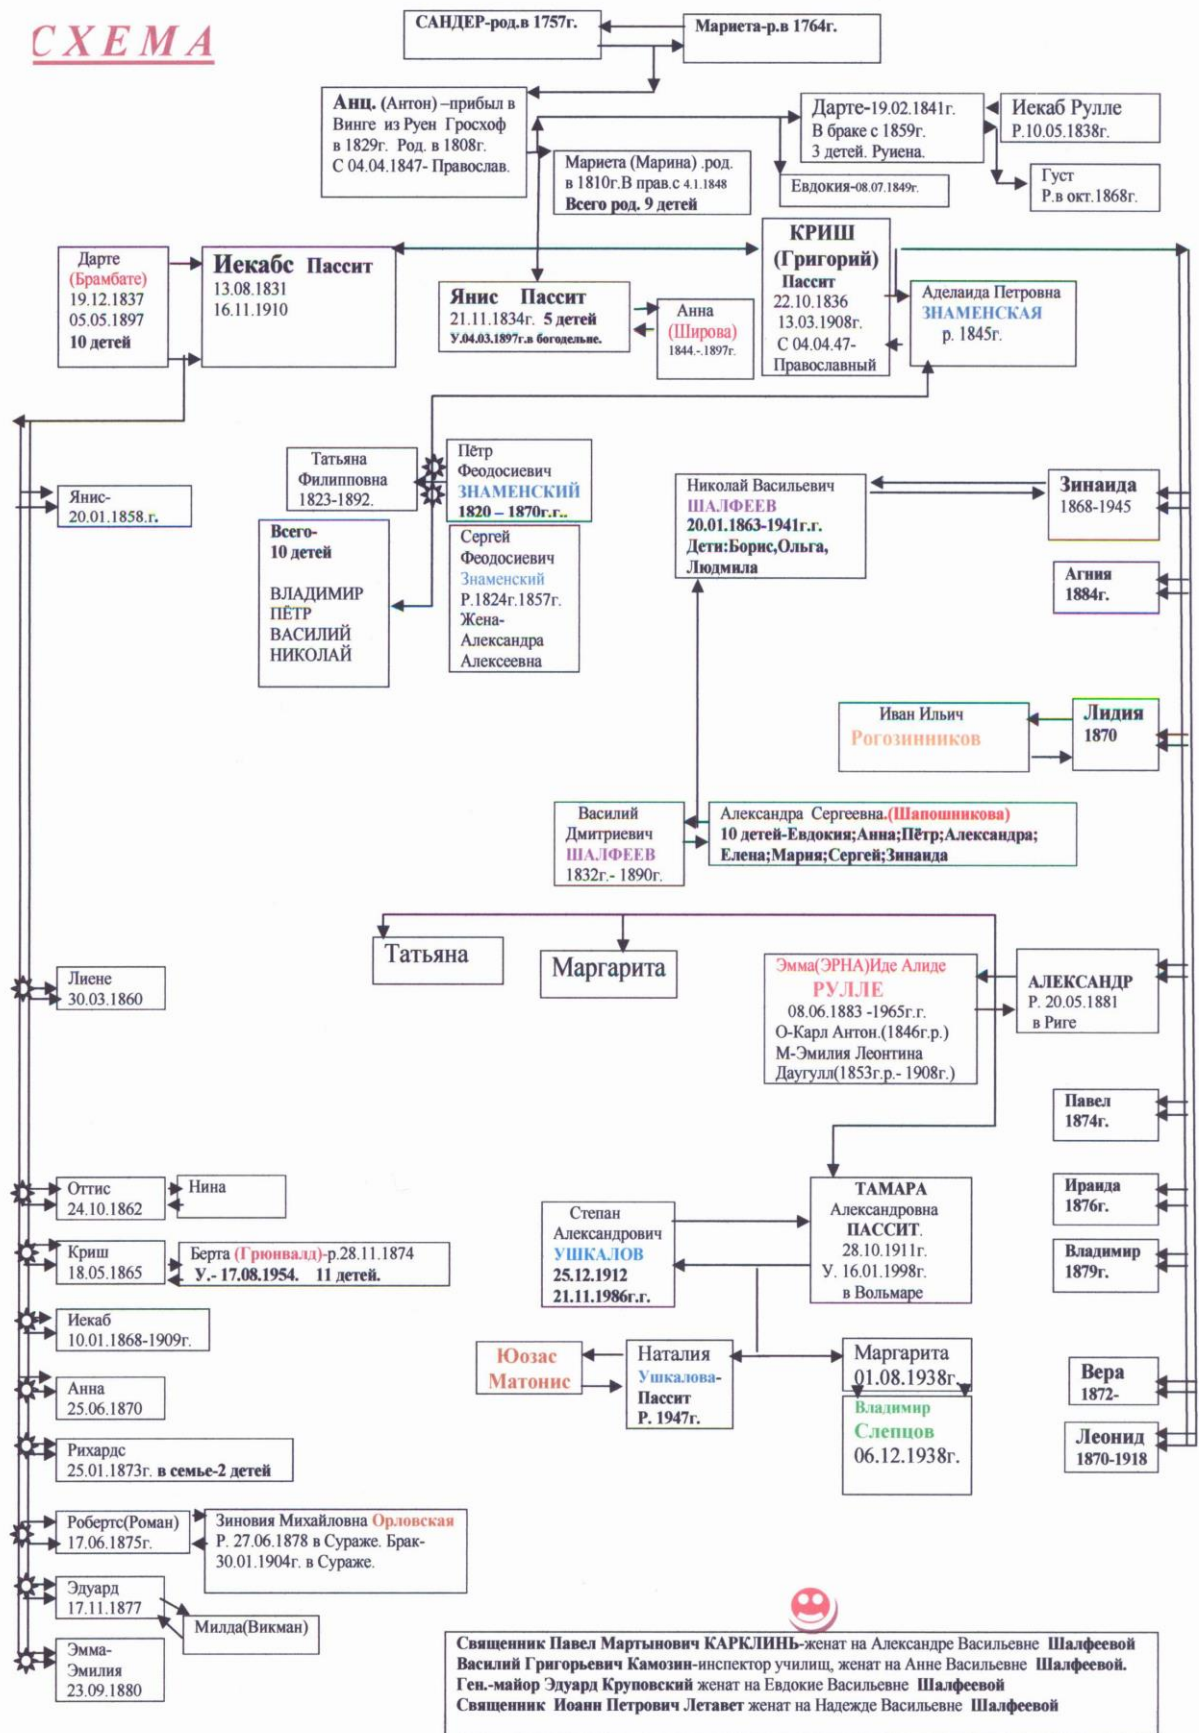 СХЕМА
САНДЕР-род.в 1757г.
Мариета-р.в 1764г.
Анц. (Антон) –прибыл в
Винге из Руен Гросхоф
в 1829г. Род. в 1808г.
С 04.04.1847- Православ.
Мариета (Марина) .род.
в 1810г.В прав.с 4.1.1848
Всего род. 9 детей
Дарте-19.02.1841г.
В браке с 1859г.
3 детей. Руиена.
Иекаб Рулле
Р.10.05.1838г.
Евдокия-08.07.1849г.
Густ
Р.в окт.1868г.
Дарте
(Брамбате)
19.12.1837
05.05.1897
10 детей
Иекабс Пассит
13.08.1831
16.11.1910
Янис Пассит
21.11.1834г. 5 детей
У.04.03.1897г.в богодельне.
Анна
(Широва)
1844.-.1897г.
КРИШ
(Григорий)
Пассит
22.10.1836
13.03.1908г.
С 04.04.47-
Православный
Аделаида Петровна
ЗНАМЕНСКАЯ
р. 1845г.
Татьяна
Филипповна
1823-1892.
Пётр
Феодосиевич
ЗНАМЕНСКИЙ
1820 – 1870г.г..
Николай Васильевич
ШАЛФЕЕВ
20.01.1863-1941г.г.
Дети:Борис,Ольга,
Людмила
Зинаида
1868-1945
Янис-
20.01.1858.г.
Всего-
10 детей
ВЛАДИМИР
ПЁТР
ВАСИЛИЙ
НИКОЛАЙ
Сергей
Феодосиевич
Знаменский
Р.1824г.1857г.
Жена-
Александра
Алексеевна
Агния
1884г.
Иван Ильич
Рогозинников
Лидия
1870
Василий
Дмитриевич
ШАЛФЕЕВ
1832г.- 1890г.
Александра Сергеевна.(Шапошникова)
10 детей-Евдокия;Анна;Пётр;Александра;
Елена;Мария;Сергей;Зинаида
Татьяна
Маргарита
Эмма(ЭРНА)Иде Алиде
РУЛЛЕ
08.06.1883 -1965г.г.
О-Карл Антон.(1846г.р.)
М-Эмилия Леонтина
Даугулл(1853г.р.- 1908г.)
АЛЕКСАНДР
Р. 20.05.1881
в Риге
Лиене
30.03.1860
Павел
1874г.
Оттис
24.10.1862
Нина
Степан
Александрович
УШКАЛОВ
25.12.1912
21.11.1986г.г.
ТАМАРА
Александровна
ПАССИТ.
28.10.1911г.
У. 16.01.1998г.
в Вольмаре
Ираида
1876г.
Криш
18.05.1865
Берта (Грюнвалд)-р.28.11.1874
У.- 17.08.1954. 11 детей.
Владимир
1879г.
Иекаб
10.01.1868-1909г.
Юозас
Матонис
Наталия
Ушкалова-
Пассит
Р. 1947г.
Маргарита
01.08.1938г.
Владимир
Слепцов
06.12.1938г.
Вера
1872-
Анна
25.06.1870
Леонид
1870-1918
Рихардс
25.01.1873г. в семье-2 детей
Робертс(Роман)
17.06.1875г.
Зиновия Михайловна Орловская
Р. 27.06.1878 в Сураже. Брак-
30.01.1904г. в Сураже.
Эдуард
17.11.1877
Милда(Викман)
Эмма-
Эмилия
23.09.1880
Священник Павел Мартынович КАРКЛИНЬ-женат на Александре Васильевне Шалфеевой
Василий Григорьевич Камозин-инспектор училищ, женат на Анне Васильевне Шалфеевой.
Ген.-майор Эдуард Круповский женат на Евдокие Васильевне Шалфеевой
Священник Иоанн Петрович Летавет женат на Надежде Васильевне Шалфеевой